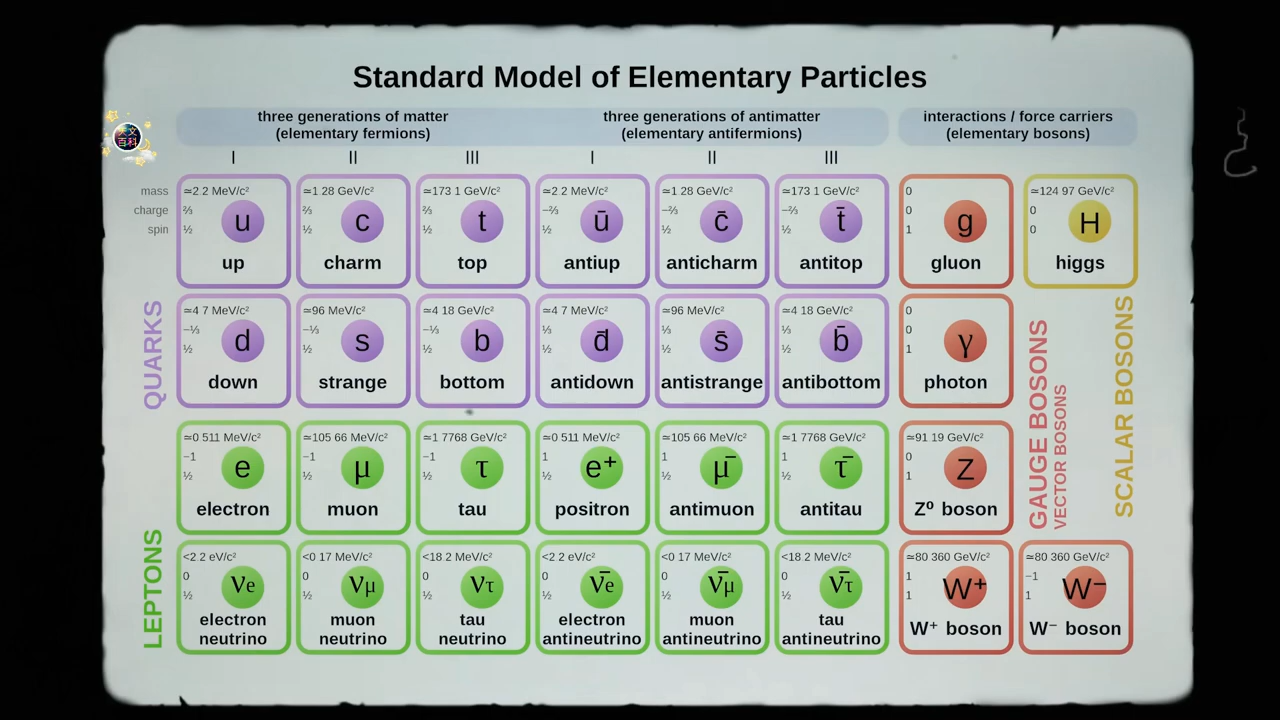 Standard Model of Elementary Particles
three generations of matter
(elementary fermions)
three generations of antimatter
(elementary antifermions)
interactions / force carriers
(elementary bosons)
I II III I II III
天文
百科
mass
charge
spin
≃2 2 MeV/c²
⅔
½
u
up
≃1 28 GeV/c²
⅔
½
c
charm
≃173 1 GeV/c²
⅔
½
t
top
≃2 2 MeV/c²
−⅔
½
ū
antiup
≃1 28 GeV/c²
−⅔
½
c̄
anticharm
≃173 1 GeV/c²
−⅔
½
t̄
antitop
0
0
1
g
gluon
≃124 97 GeV/c²
0
0
H
higgs
QUARKS
≃4 7 MeV/c²
−⅓
½
d
down
≃96 MeV/c²
−⅓
½
s
strange
≃4 18 GeV/c²
−⅓
½
b
bottom
≃4 7 MeV/c²
⅓
½
d̄
antidown
≃96 MeV/c²
⅓
½
s̄
antistrange
≃4 18 GeV/c²
⅓
½
b̄
antibottom
0
0
1
γ
photon
GAUGE BOSONS
VECTOR BOSONS
SCALAR BOSONS
LEPTONS
≃0 511 MeV/c²
−1
½
e
electron
≃105 66 MeV/c²
−1
½
μ
muon
≃1 7768 GeV/c²
−1
½
τ
tau
≃0 511 MeV/c²
1
½
e⁺
positron
≃105 66 MeV/c²
1
½
μ̄
antimuon
≃1 7768 GeV/c²
1
½
τ̄
antitau
≃91 19 GeV/c²
0
1
Z
Z⁰ boson
<2 2 eV/c²
0
½
νe
electron
neutrino
<0 17 MeV/c²
0
½
νμ
muon
neutrino
<18 2 MeV/c²
0
½
ντ
tau
neutrino
<2 2 eV/c²
0
½
ν̄e
electron
antineutrino
<0 17 MeV/c²
0
½
ν̄μ
muon
antineutrino
<18 2 MeV/c²
0
½
ν̄τ
tau
antineutrino
≃80 360 GeV/c²
1
1
W⁺
W⁺ boson
≃80 360 GeV/c²
−1
1
W⁻
W⁻ boson